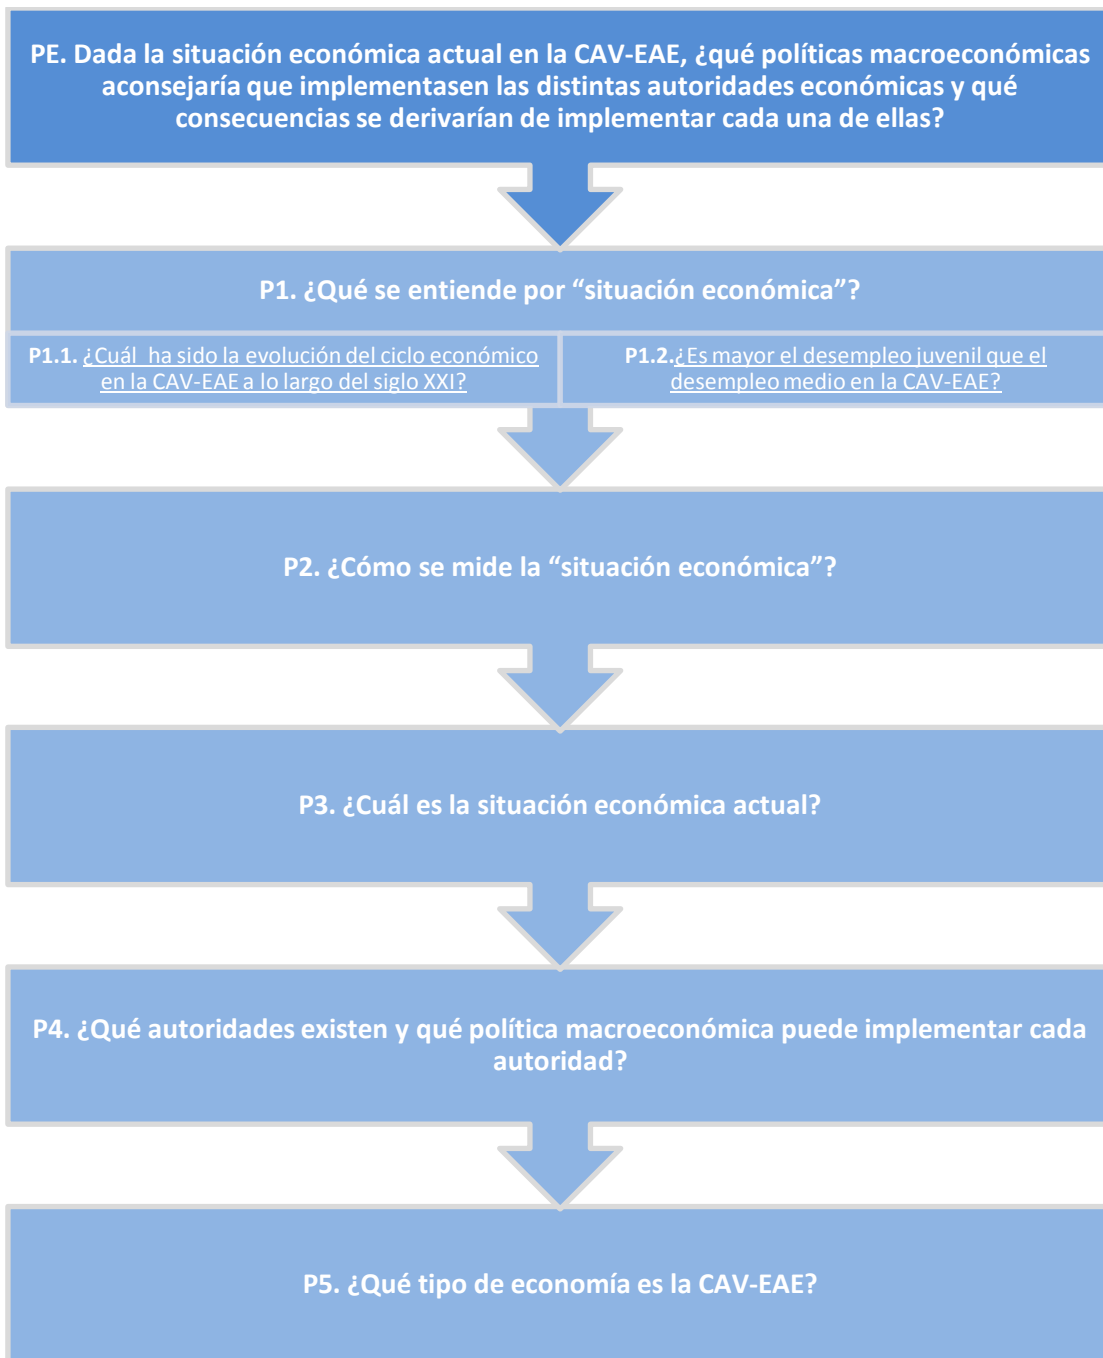 PE. Dada la situación económica actual en la CAV-EAE, ¿qué políticas macroeconómicas
aconsejaría que implementasen las distintas autoridades económicas y qué
consecuencias se derivarían de implementar cada una de ellas?
P1. ¿Qué se entiende por “situación económica”?
P1.1. ¿Cuál  ha sido la evolución del ciclo económico
en la CAV-EAE a lo largo del siglo XXI?
P1.2.¿Es mayor el desempleo juvenil que el
desempleo medio en la CAV-EAE?
P2. ¿Cómo se mide la “situación económica”?
P3. ¿Cuál es la situación económica actual?
P4. ¿Qué autoridades existen y qué política macroeconómica puede implementar cada
autoridad?
P5. ¿Qué tipo de economía es la CAV-EAE?